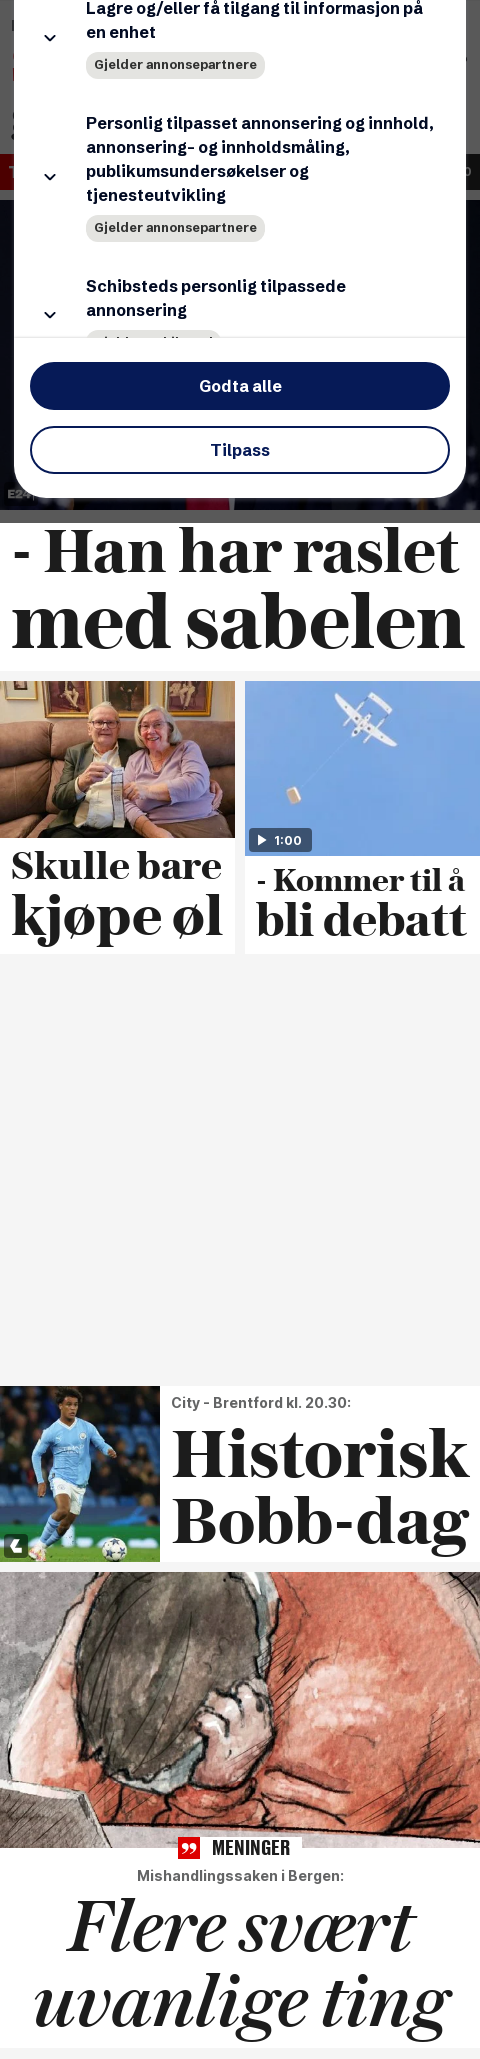 Lagre og/eller få tilgang til informasjon på
en enhet
Gjelder annonsepartnere
Personlig tilpasset annonsering og innhold,
annonsering- og innholdsmåling,
publikumsundersøkelser og
tjenesteutvikling
Gjelder annonsepartnere
Schibsteds personlig tilpassede
annonsering
Godta alle
Tilpass
E24
- Han har raslet
med sabelen
1:00
Skulle bare
kjøpe øl
- Kommer til å
bli debatt
City - Brentford kl. 20.30:
Historisk
Bobb-dag
MENINGER
Mishandlingssaken i Bergen:
Flere svært
uvanlige ting